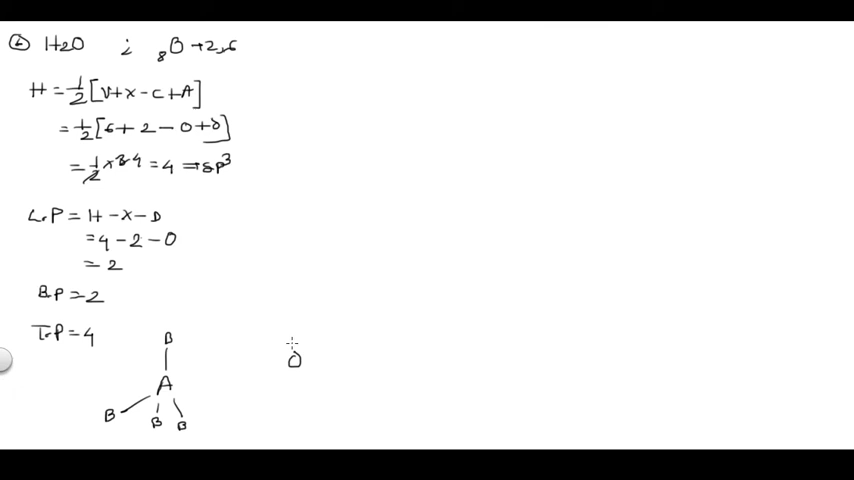 ⑥ H2O ; 8O → 2,6
H = 1/2 [V+X-C+A]
= 1/2 [6+2-0+0]
= 1/2 × 8 4 = 4 ⇒ sp³
L.P = H-X-D
= 4-2-0
= 2
B.P = 2
T.P = 4
B
A
B B B
O